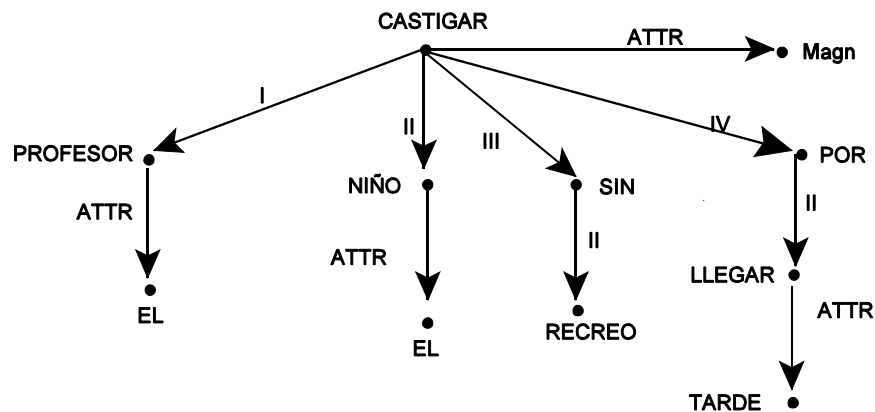 CASTIGAR
ATTR
Magn
I
II
III
IV
PROFESOR
POR
NIÑO
SIN
ATTR
II
II
ATTR
LLEGAR
EL
RECREO
ATTR
EL
TARDE